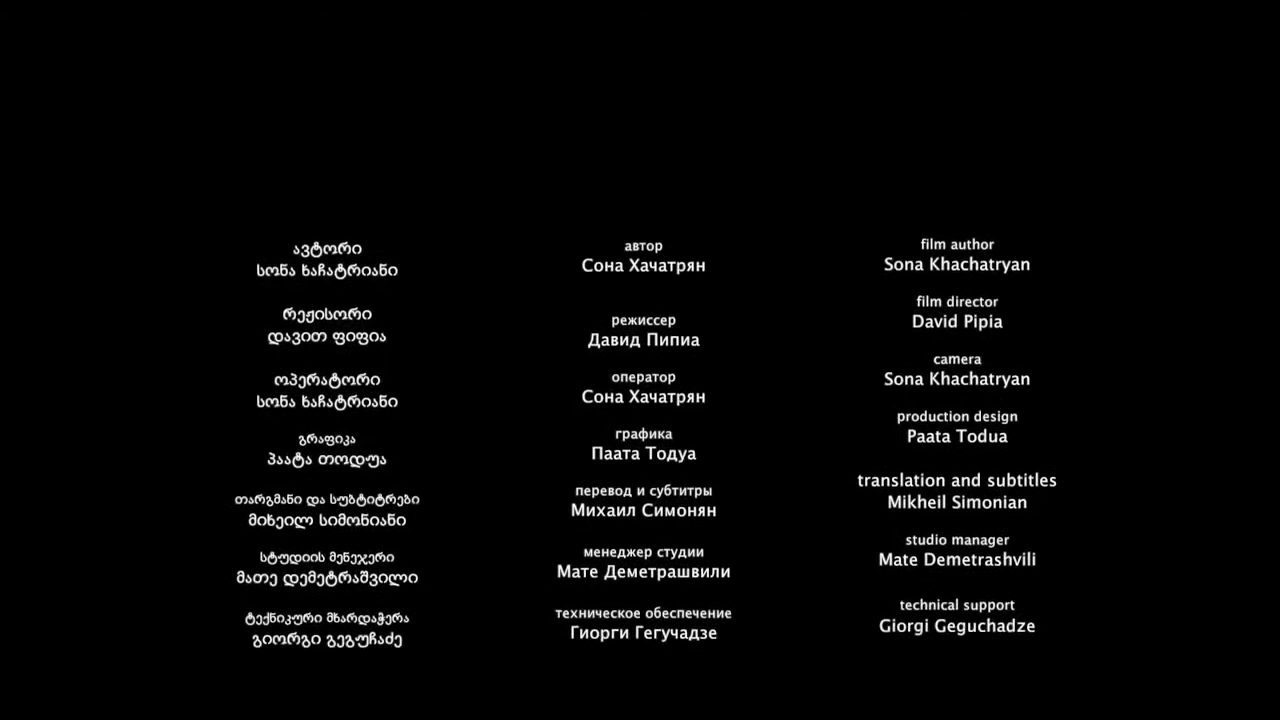 ავტორი
სონა ხაჩატრიანი
რეჟისორი
დავით ფიფია
ოპერატორი
სონა ხაჩატრიანი
გრაფიკა
პაატა თოდუა
თარგმანი და სუბტიტრები
მიხეილ სიმონიანი
სტუდიის მენეჯერი
მათე დემეტრაშვილი
ტექნიკური მხარდაჭერა
გიორგი გეგუჩაძე
автор
Сона Хачатрян
режиссер
Давид Пипиа
оператор
Сона Хачатрян
графика
Паата Тодуа
перевод и субтитры
Михаил Симонян
менеджер студии
Мате Деметрашвили
техническое обеспечение
Гиорги Гегучадзе
film author
Sona Khachatryan
film director
David Pipia
camera
Sona Khachatryan
production design
Paata Todua
translation and subtitles
Mikheil Simonian
studio manager
Mate Demetrashvili
technical support
Giorgi Geguchadze